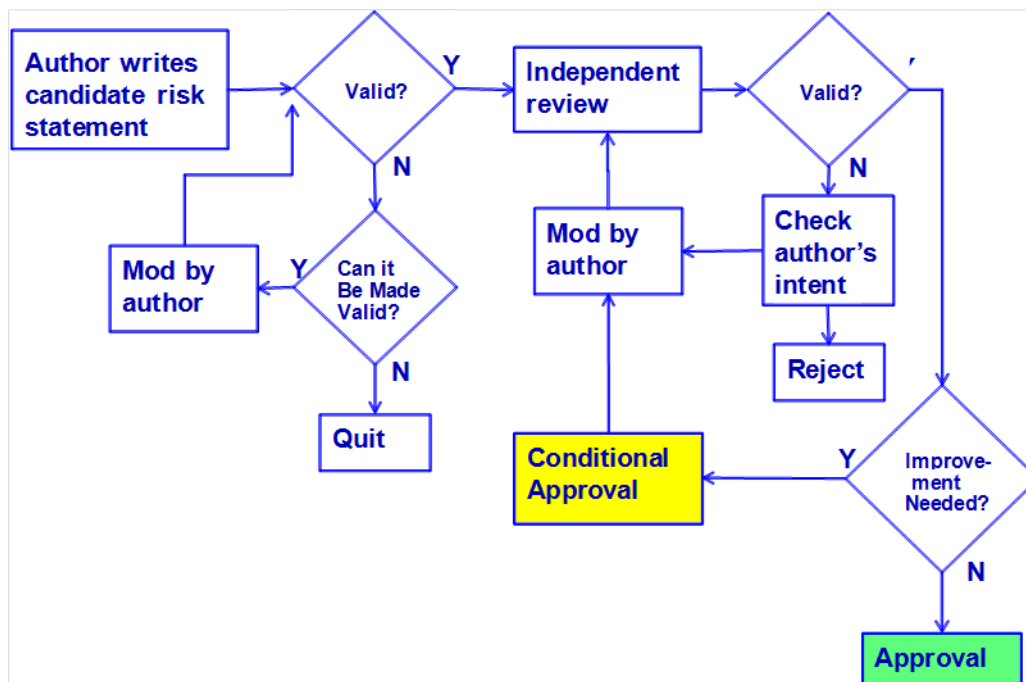 Author writes
candidate risk
statement
Valid?
Y
N
Can it
Be Made
Valid?
Y
N
Mod by
author
Quit
Independent
review
Valid?
N
Check
author's
intent
Mod by
author
Reject
Improve-
ment
Needed?
Y
N
Conditional
Approval
Approval